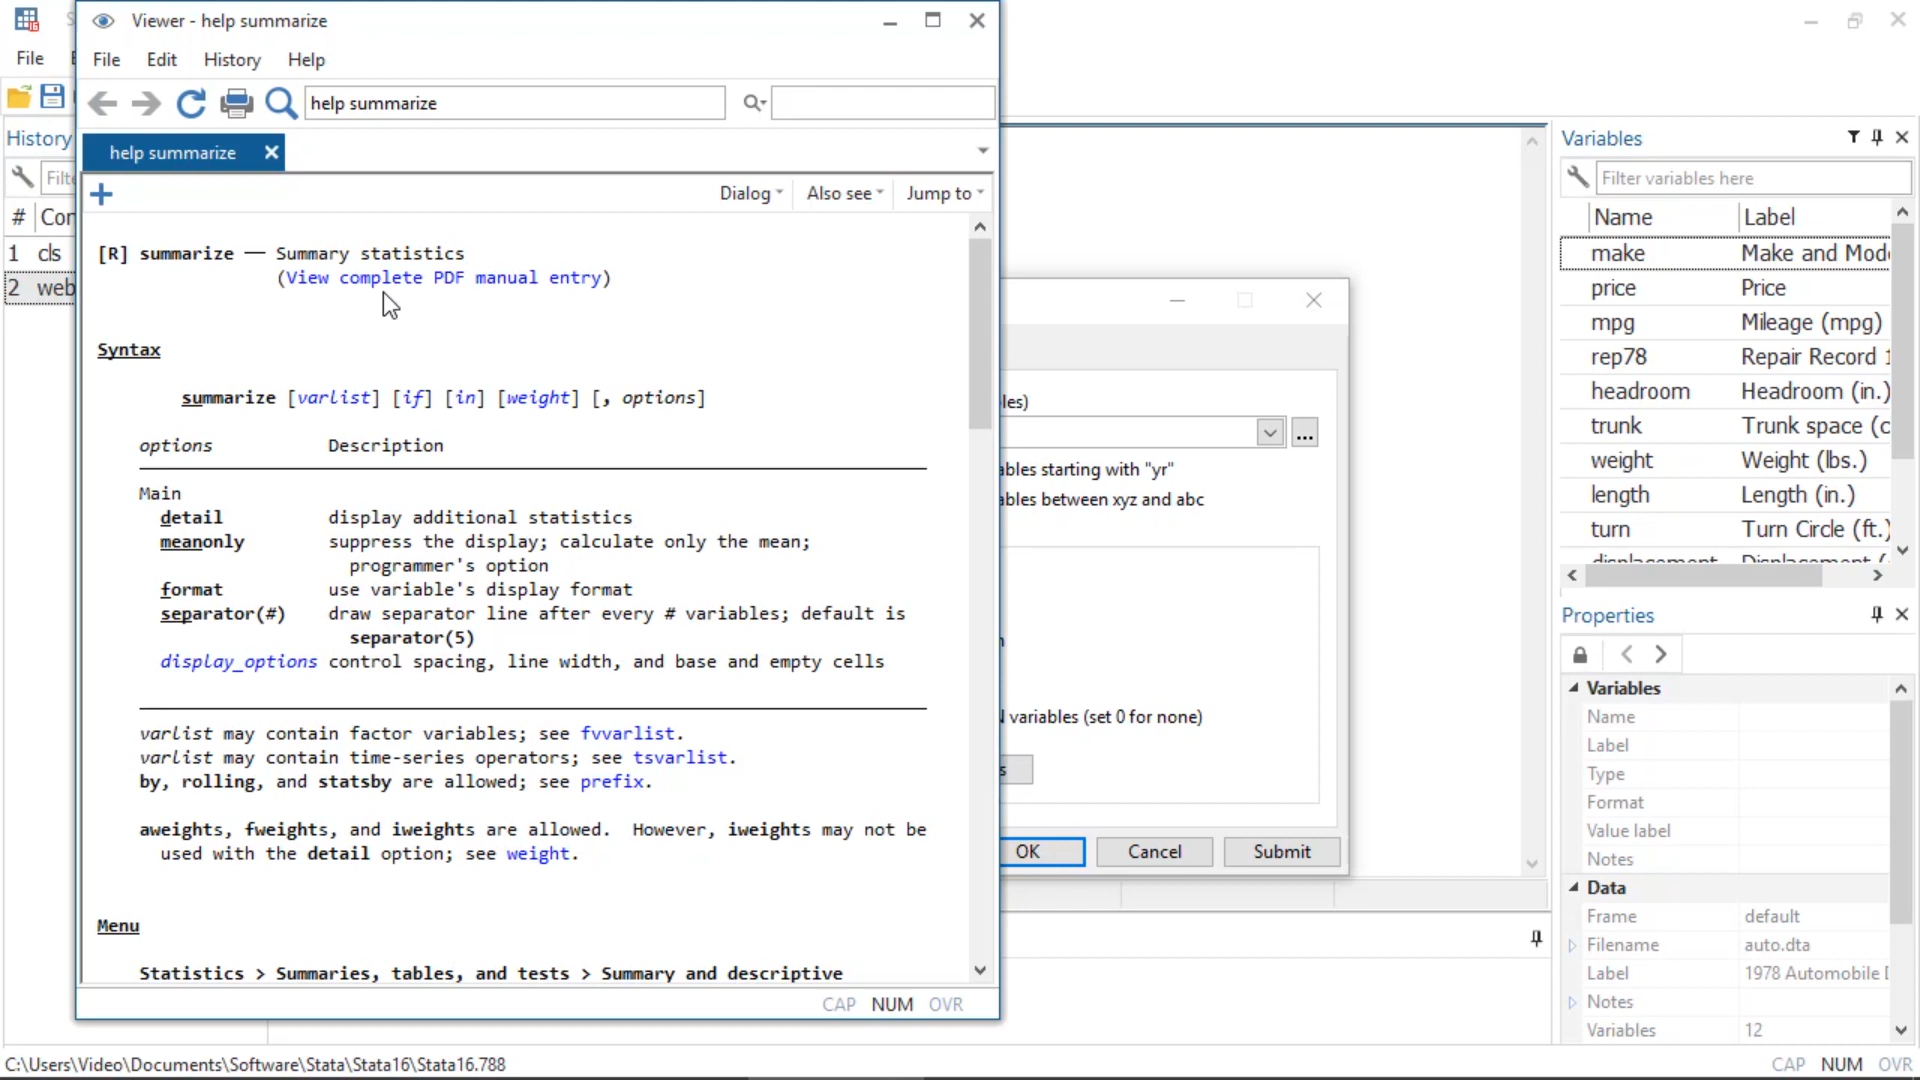 Viewer - help summarize
File Edit History Help
help summarize
help summarize
Dialog Also see Jump to
[R] summarize — Summary statistics
(View complete PDF manual entry)
Syntax
summarize [varlist] [if] [in] [weight] [, options]
options Description
Main
detail display additional statistics
meanonly suppress the display; calculate only the mean;
programmer's option
format use variable's display format
separator(#) draw separator line after every # variables; default is
separator(5)
display_options control spacing, line width, and base and empty cells
varlist may contain factor variables; see fvvarlist.
varlist may contain time-series operators; see tsvarlist.
by, rolling, and statsby are allowed; see prefix.
aweights, fweights, and iweights are allowed. However, iweights may not be
used with the detail option; see weight.
Menu
Statistics > Summaries, tables, and tests > Summary and descriptive
CAP NUM OVR
File
History
Filte
# Con
1 cls
2 web
les)
...
ables starting with "yr"
ables between xyz and abc
variables (set 0 for none)
s
OK Cancel Submit
Variables
Filter variables here
Name Label
make Make and Mode
price Price
mpg Mileage (mpg)
rep78 Repair Record 1
headroom Headroom (in.)
trunk Trunk space (c
weight Weight (lbs.)
length Length (in.)
turn Turn Circle (ft.)
displacement Displacement (
Properties
Variables
Name
Label
Type
Format
Value label
Notes
Data
Frame default
Filename auto.dta
Label 1978 Automobile D
Notes
Variables 12
C:\Users\Video\Documents\Software\Stata\Stata16\Stata16.788
CAP NUM OVR